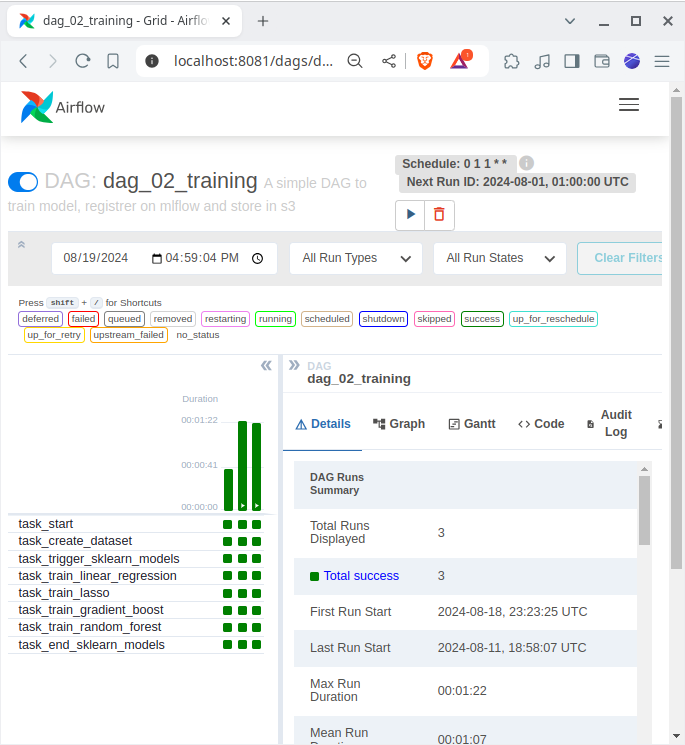 dag_02_training - Grid - Airflow
localhost:8081/dags/d...
1
Airflow
DAG: dag_02_training A simple DAG to
train model, registrer on mlflow and store in s3
Schedule: 0 1 1 * *
Next Run ID: 2024-08-01, 01:00:00 UTC
08/19/2024 04:59:04 PM
All Run Types
All Run States
Clear Filters
Press shift + / for Shortcuts
deferred failed queued removed restarting running scheduled shutdown skipped success up_for_reschedule
up_for_retry upstream_failed no_status
DAG
dag_02_training
Duration
00:01:22
00:00:41
00:00:00
task_start
task_create_dataset
task_trigger_sklearn_models
task_train_linear_regression
task_train_lasso
task_train_gradient_boost
task_train_random_forest
task_end_sklearn_models
Details Graph Gantt Code Audit
Log
DAG Runs
Summary
Total Runs
Displayed
3
Total success 3
First Run Start 2024-08-18, 23:23:25 UTC
Last Run Start 2024-08-11, 18:58:07 UTC
Max Run
Duration
00:01:22
Mean Run
Duration
00:01:07